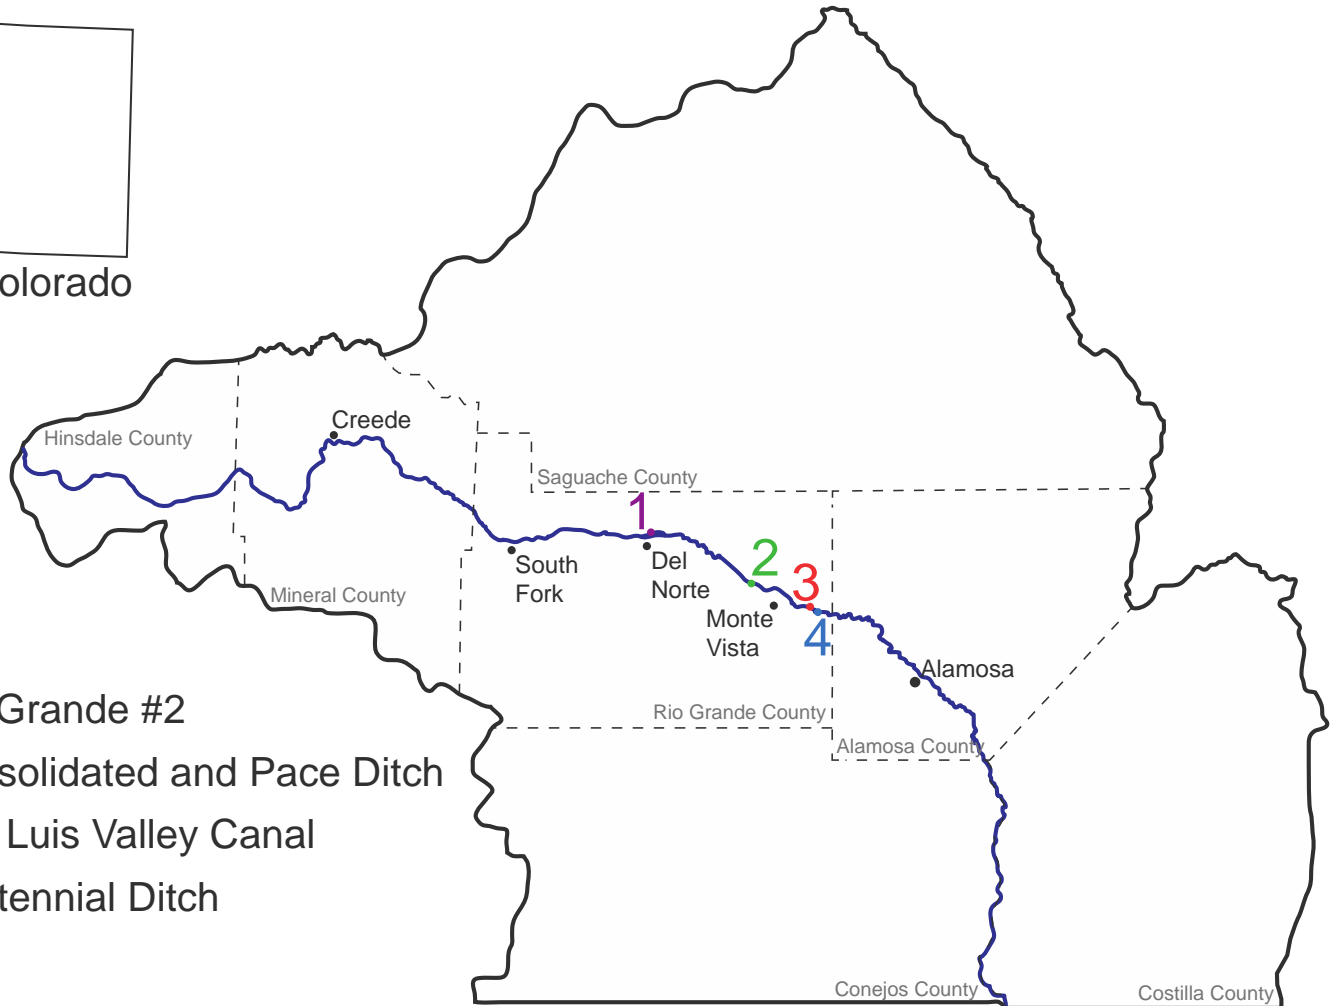 olorado
Creede
Hinsdale County
Saguache County
1
2
3
4
South
Fork
Del
Norte
Mineral County
Monte
Vista
Alamosa
Rio Grande County
Alamosa County
Grande #2
solidated and Pace Ditch
Luis Valley Canal
tennial Ditch
Conejos County
Costilla County